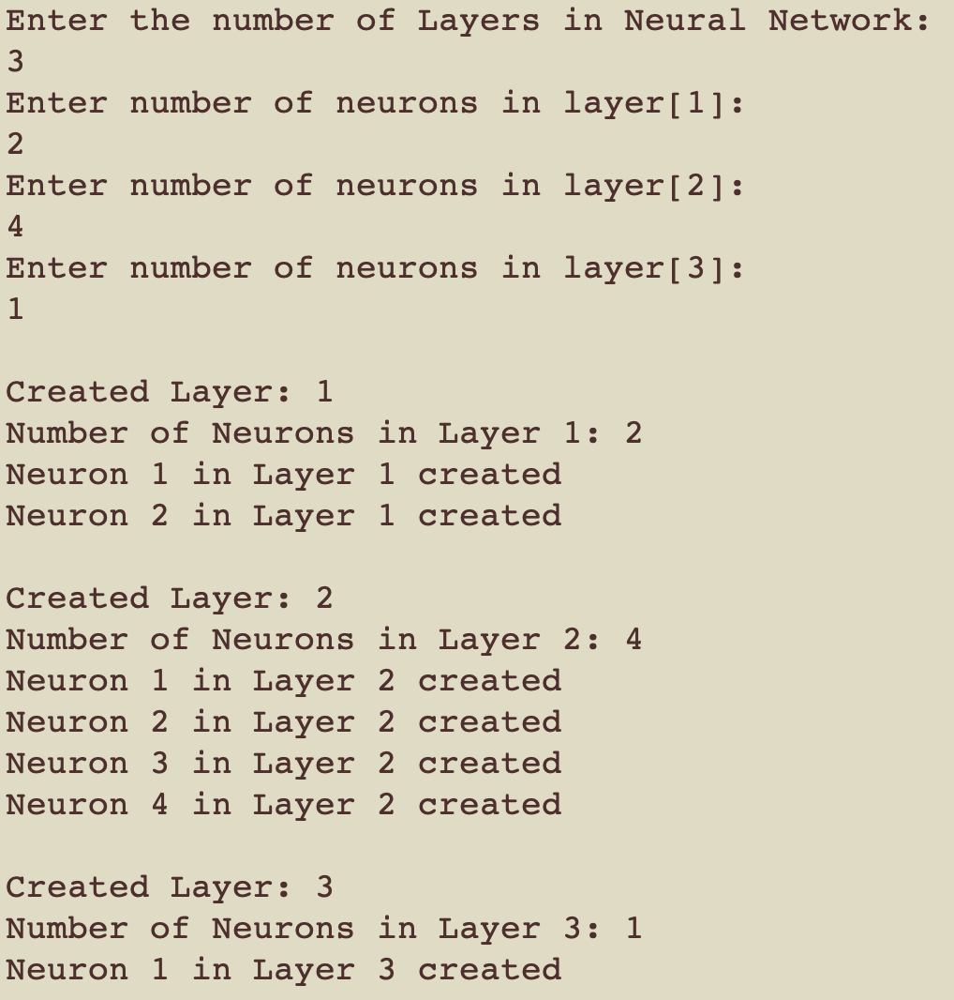 Enter the number of Layers in Neural Network:
3
Enter number of neurons in layer[1]:
2
Enter number of neurons in layer[2]:
4
Enter number of neurons in layer[3]:
1
Created Layer: 1
Number of Neurons in Layer 1: 2
Neuron 1 in Layer 1 created
Neuron 2 in Layer 1 created
Created Layer: 2
Number of Neurons in Layer 2: 4
Neuron 1 in Layer 2 created
Neuron 2 in Layer 2 created
Neuron 3 in Layer 2 created
Neuron 4 in Layer 2 created
Created Layer: 3
Number of Neurons in Layer 3: 1
Neuron 1 in Layer 3 created